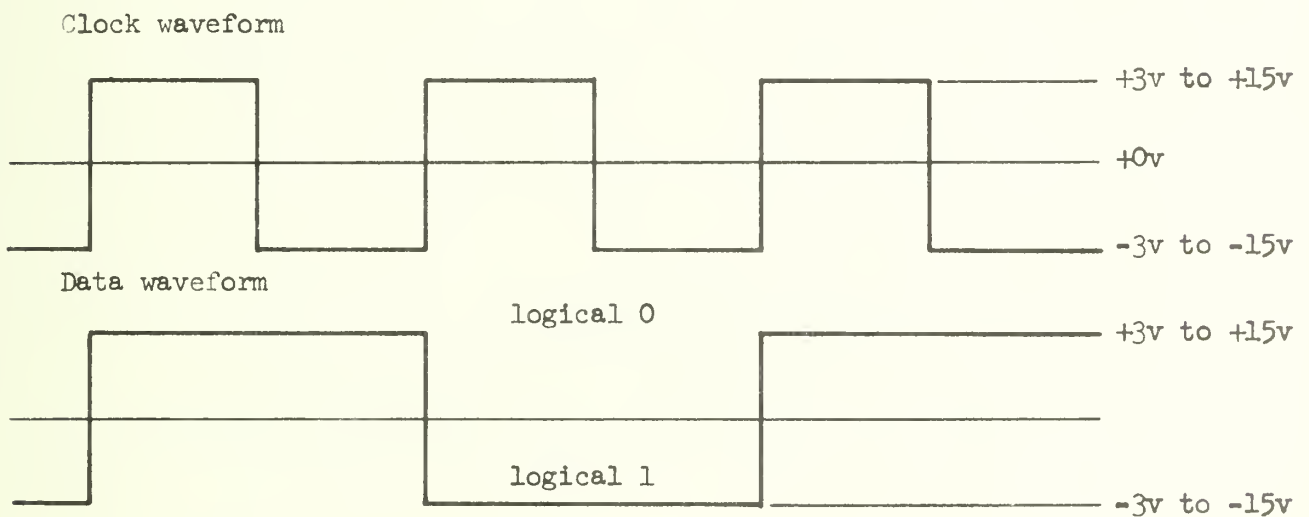 Clock waveform
+3v to +15v
+0v
-3v to -15v
Data waveform
logical 0
+3v to +15v
logical 1
-3v to -15v